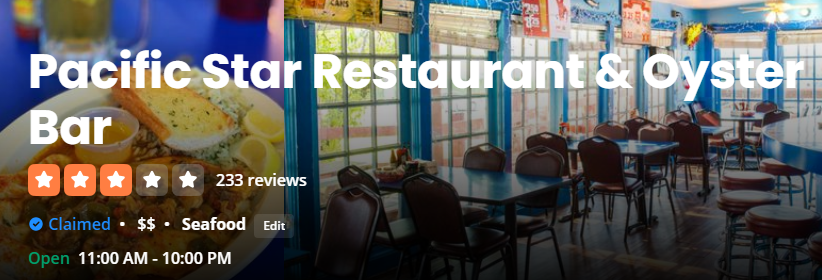 Pacific Star Restaurant & Oyster
Bar
233 reviews
Claimed • $$ • Seafood Edit
Open 11:00 AM - 10:00 PM